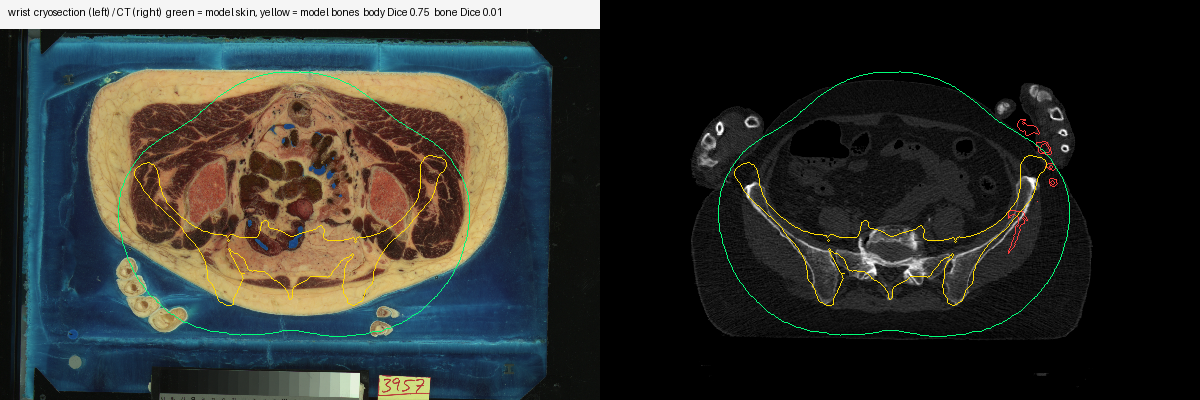 wrist cryosection (left) / CT (right) green = model skin, yellow = model bones body Dice 0.75 bone Dice 0.01
3957